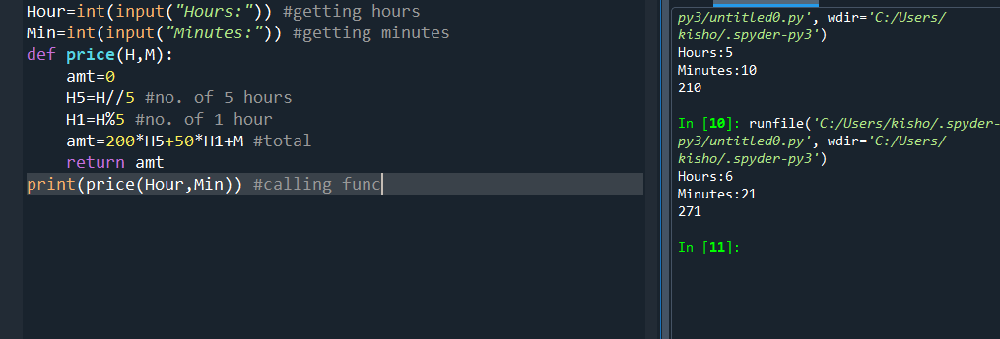 Hour=int(input("Hours:")) #getting hours
Min=int(input("Minutes:")) #getting minutes
def price(H,M):
    amt=0
    H5=H//5 #no. of 5 hours
    H1=H%5 #no. of 1 hour
    amt=200*H5+50*H1+M #total
    return amt
print(price(Hour,Min)) #calling func
py3/untitled0.py', wdir='C:/Users/
kisho/.spyder-py3')
Hours:5
Minutes:10
210
In [10]: runfile('C:/Users/kisho/.spyder-
py3/untitled0.py', wdir='C:/Users/
kisho/.spyder-py3')
Hours:6
Minutes:21
271
In [11]: